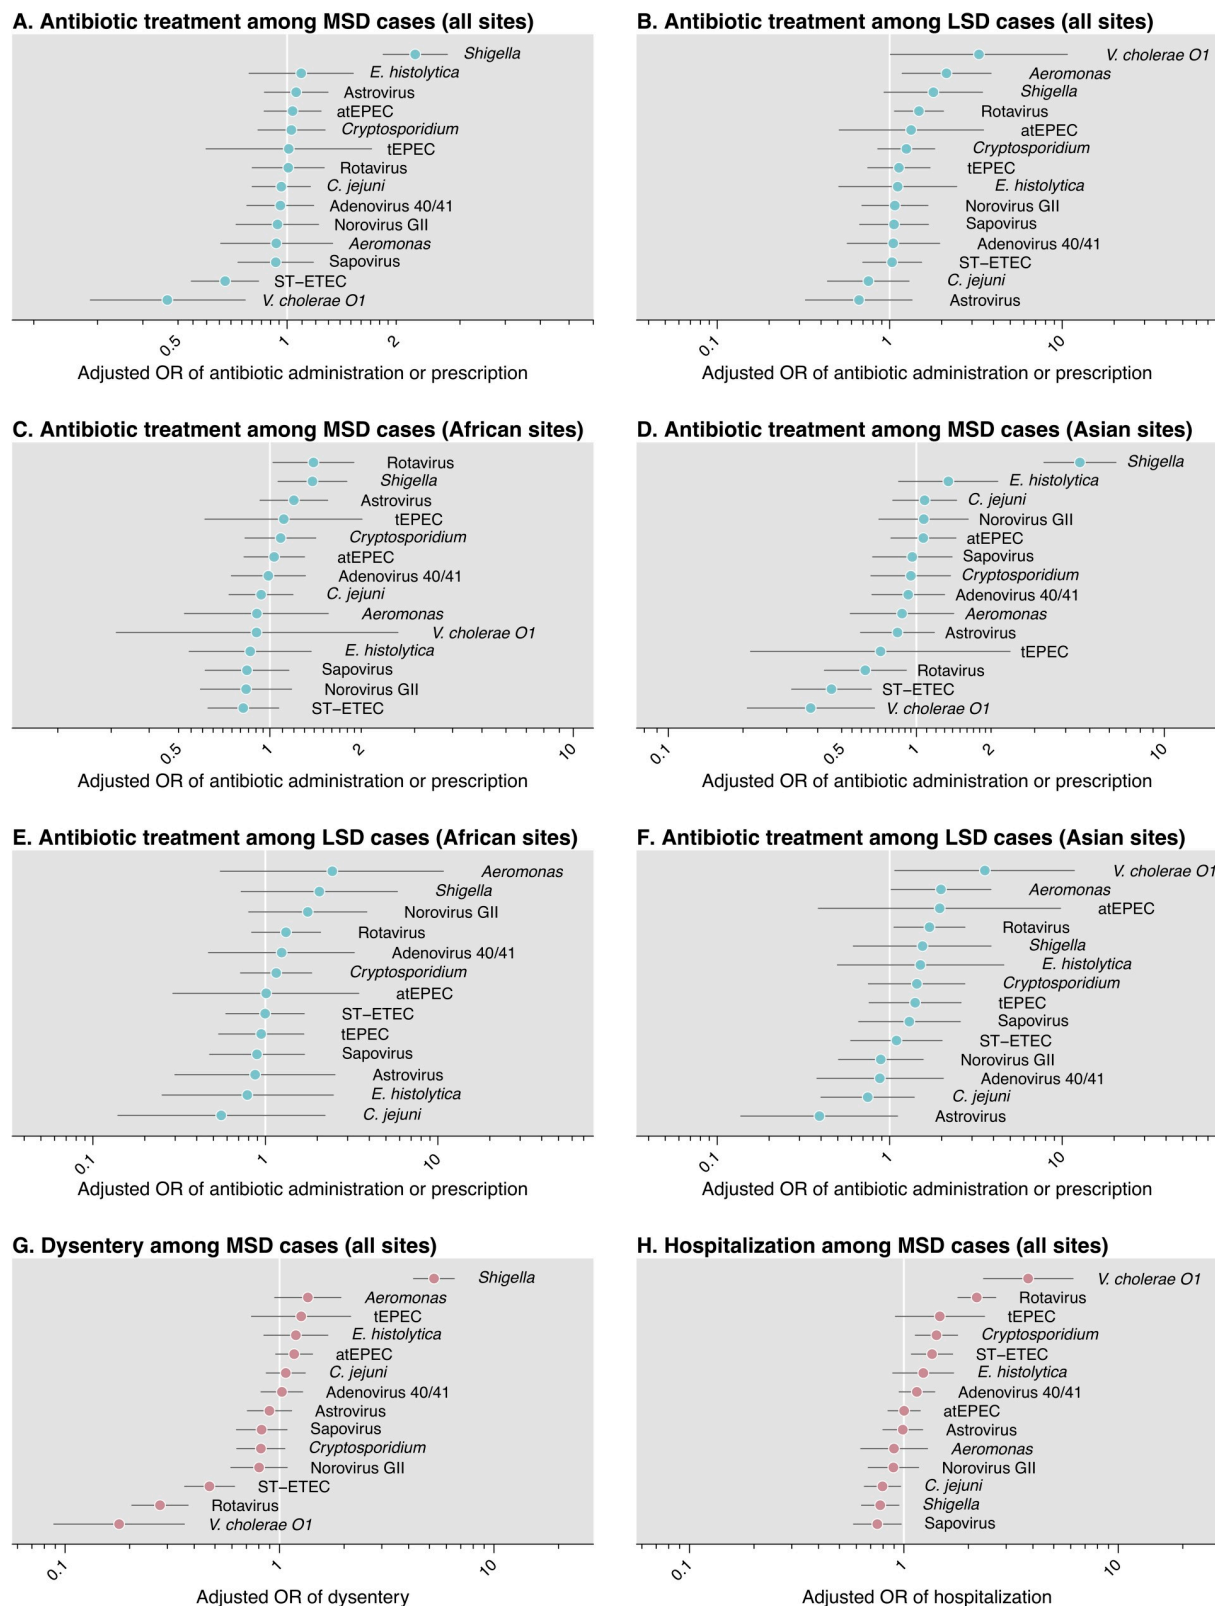 A. Antibiotic treatment among MSD cases (all sites)
Shigella
E. histolytica
Astrovirus
atEPEC
Cryptosporidium
tEPEC
Rotavirus
C. jejuni
Adenovirus 40/41
Norovirus GII
Aeromonas
Sapovirus
ST−ETEC
V. cholerae O1
0.5
1
2
Adjusted OR of antibiotic administration or prescription
B. Antibiotic treatment among LSD cases (all sites)
V. cholerae O1
Aeromonas
Shigella
Rotavirus
atEPEC
Cryptosporidium
tEPEC
E. histolytica
Norovirus GII
Sapovirus
Adenovirus 40/41
ST−ETEC
C. jejuni
Astrovirus
0.1
1
10
Adjusted OR of antibiotic administration or prescription
C. Antibiotic treatment among MSD cases (African sites)
Rotavirus
Shigella
Astrovirus
tEPEC
Cryptosporidium
atEPEC
Adenovirus 40/41
C. jejuni
Aeromonas
V. cholerae O1
E. histolytica
Sapovirus
Norovirus GII
ST−ETEC
0.5
1
2
10
Adjusted OR of antibiotic administration or prescription
D. Antibiotic treatment among MSD cases (Asian sites)
Shigella
E. histolytica
C. jejuni
Norovirus GII
atEPEC
Sapovirus
Cryptosporidium
Adenovirus 40/41
Aeromonas
Astrovirus
tEPEC
Rotavirus
ST−ETEC
V. cholerae O1
0.1
0.5
1
2
10
Adjusted OR of antibiotic administration or prescription
E. Antibiotic treatment among LSD cases (African sites)
Aeromonas
Shigella
Norovirus GII
Rotavirus
Adenovirus 40/41
Cryptosporidium
atEPEC
ST−ETEC
tEPEC
Sapovirus
Astrovirus
E. histolytica
C. jejuni
0.1
1
10
Adjusted OR of antibiotic administration or prescription
F. Antibiotic treatment among LSD cases (Asian sites)
V. cholerae O1
Aeromonas
atEPEC
Rotavirus
Shigella
E. histolytica
Cryptosporidium
tEPEC
Sapovirus
ST−ETEC
Norovirus GII
Adenovirus 40/41
C. jejuni
Astrovirus
0.1
1
10
Adjusted OR of antibiotic administration or prescription
G. Dysentery among MSD cases (all sites)
Shigella
Aeromonas
tEPEC
E. histolytica
atEPEC
C. jejuni
Adenovirus 40/41
Astrovirus
Sapovirus
Cryptosporidium
Norovirus GII
ST−ETEC
Rotavirus
V. cholerae O1
0.1
1
10
Adjusted OR of dysentery
H. Hospitalization among MSD cases (all sites)
V. cholerae O1
Rotavirus
tEPEC
Cryptosporidium
ST−ETEC
E. histolytica
Adenovirus 40/41
atEPEC
Astrovirus
Aeromonas
Norovirus GII
C. jejuni
Shigella
Sapovirus
0.1
1
10
Adjusted OR of hospitalization